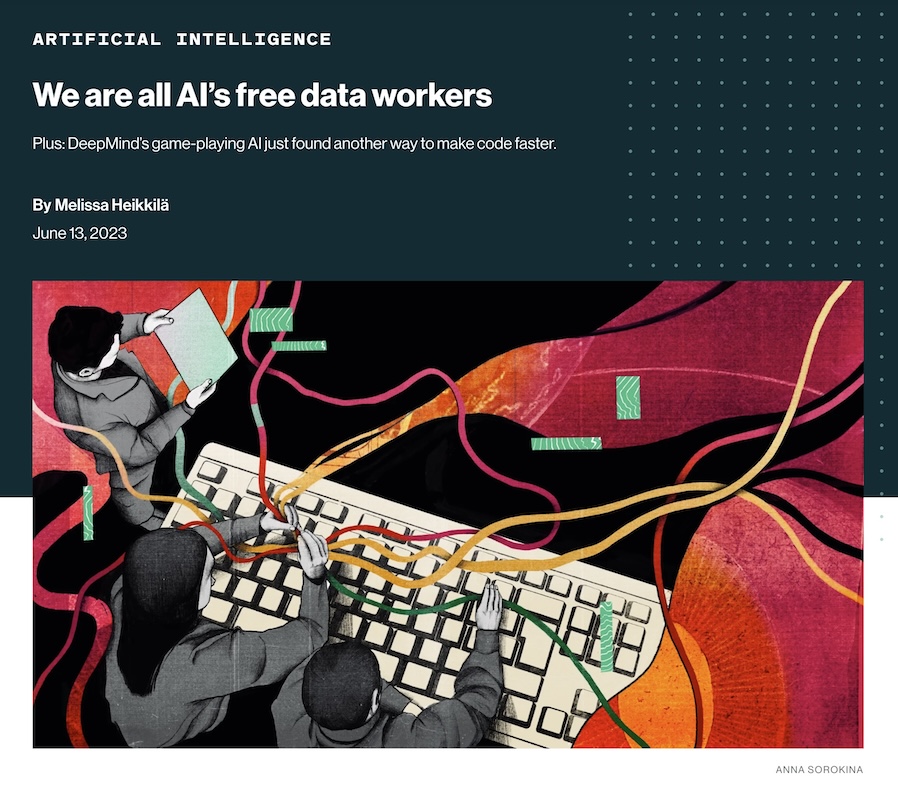 ARTIFICIAL INTELLIGENCE
We are all AI’s free data workers
Plus: DeepMind's game-playing AI just found another way to make code faster.
By Melissa Heikkilä
June 13, 2023
ANNA SOROKINA